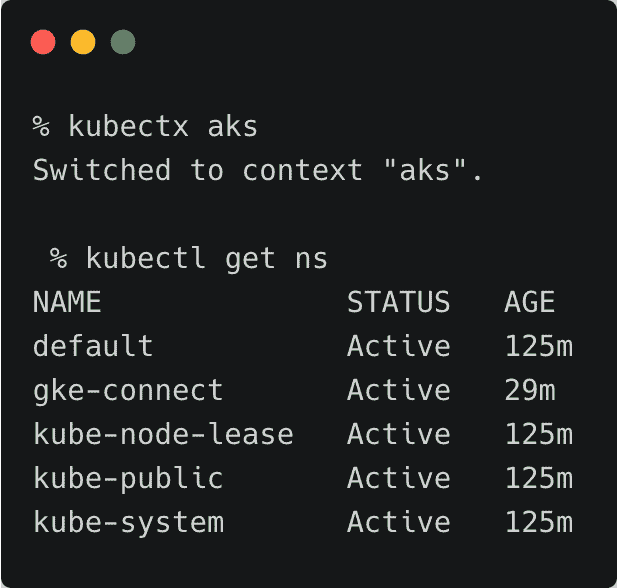 % kubectx aks
Switched to context "aks".
% kubectl get ns
NAME STATUS AGE
default Active 125m
gke-connect Active 29m
kube-node-lease Active 125m
kube-public Active 125m
kube-system Active 125m